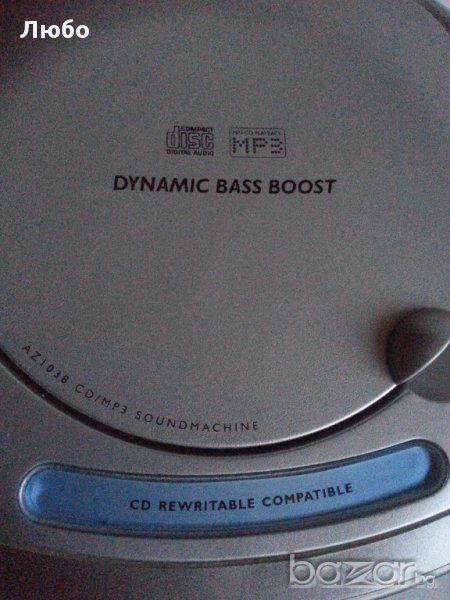 Любо
COMPACT
disc
DIGITAL AUDIO
MP3-CD PLAYBACK
MP3
DYNAMIC BASS BOOST
AZ1038 CD/MP3 SOUNDMACHINE
CD REWRITABLE COMPATIBLE
bazar.bg